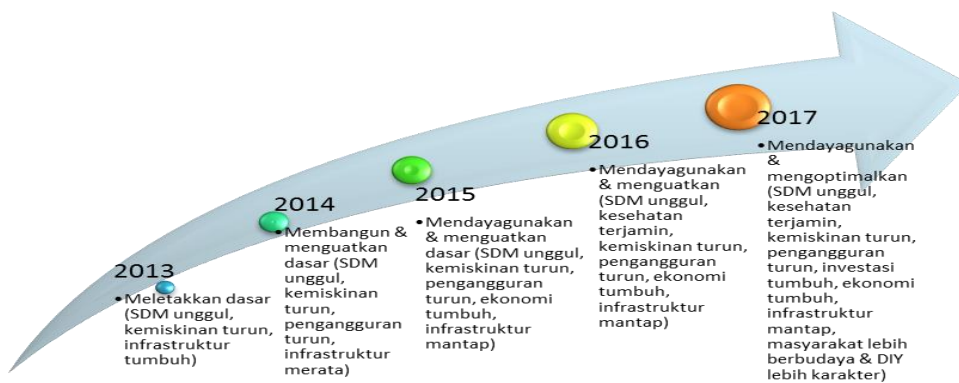 2013
•Meletakkan dasar
(SDM unggul,
kemiskinan turun,
infrastruktur
tumbuh)
2014
•Membangun &
menguatkan
dasar (SDM
unggul,
kemiskinan
turun,
pengangguran
turun,
infrastruktur
merata)
2015
•Mendayagunakan
& menguatkan
dasar (SDM unggul,
kemiskinan turun,
pengangguran
turun, ekonomi
tumbuh,
infrastruktur
mantap)
2016
•Mendayagunakan
& menguatkan
(SDM unggul,
kesehatan
terjamin,
kemiskinan turun,
pengangguran
turun, ekonomi
tumbuh,
infrastruktur
mantap)
2017
•Mendayagunakan
&
mengoptimalkan
(SDM unggul,
kesehatan
terjamin,
kemiskinan turun,
pengangguran
turun, investasi
tumbuh, ekonomi
tumbuh,
infrastruktur
mantap,
masyarakat lebih
berbudaya & DIY
lebih karakter)